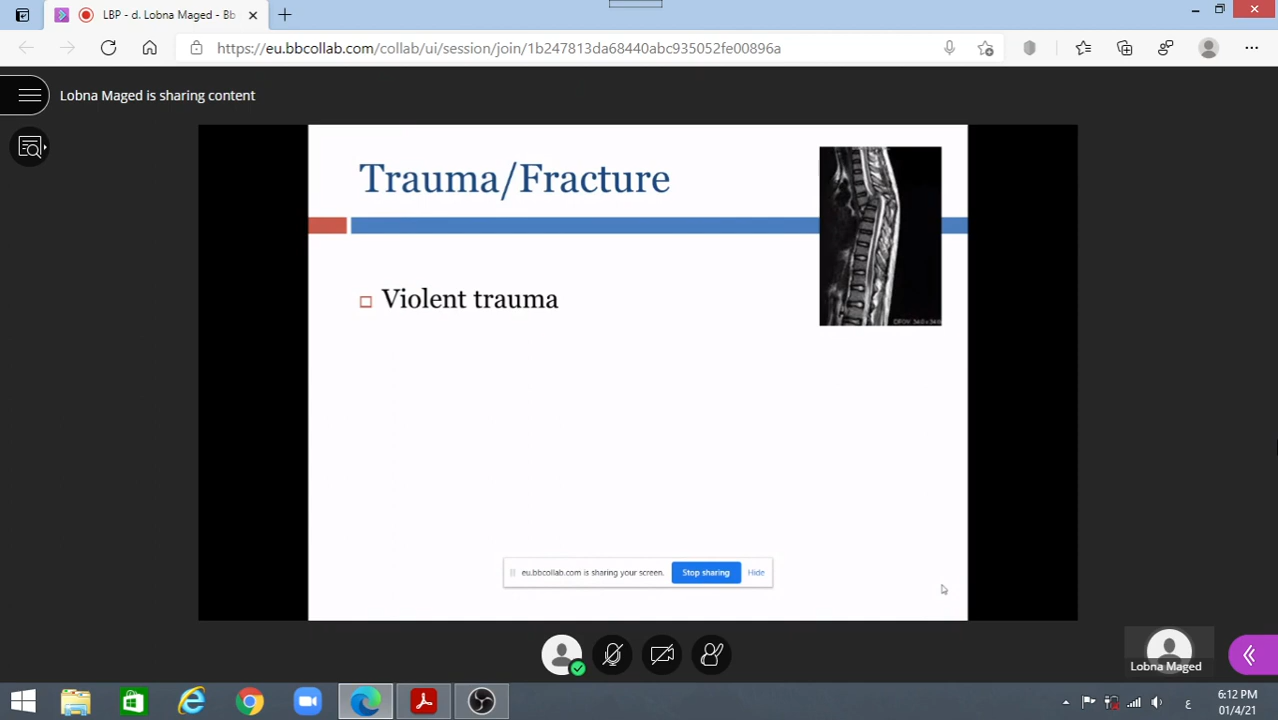 LBP - d. Lobna Maged - Bb
https://eu.bbcollab.com/collab/ui/session/join/1b247813da68440abc935052fe00896a
Lobna Maged is sharing content
Trauma/Fracture
Violent trauma
eu.bbcollab.com is sharing your screen. Stop sharing Hide
Lobna Maged
ع
6:12 PM
01/4/21